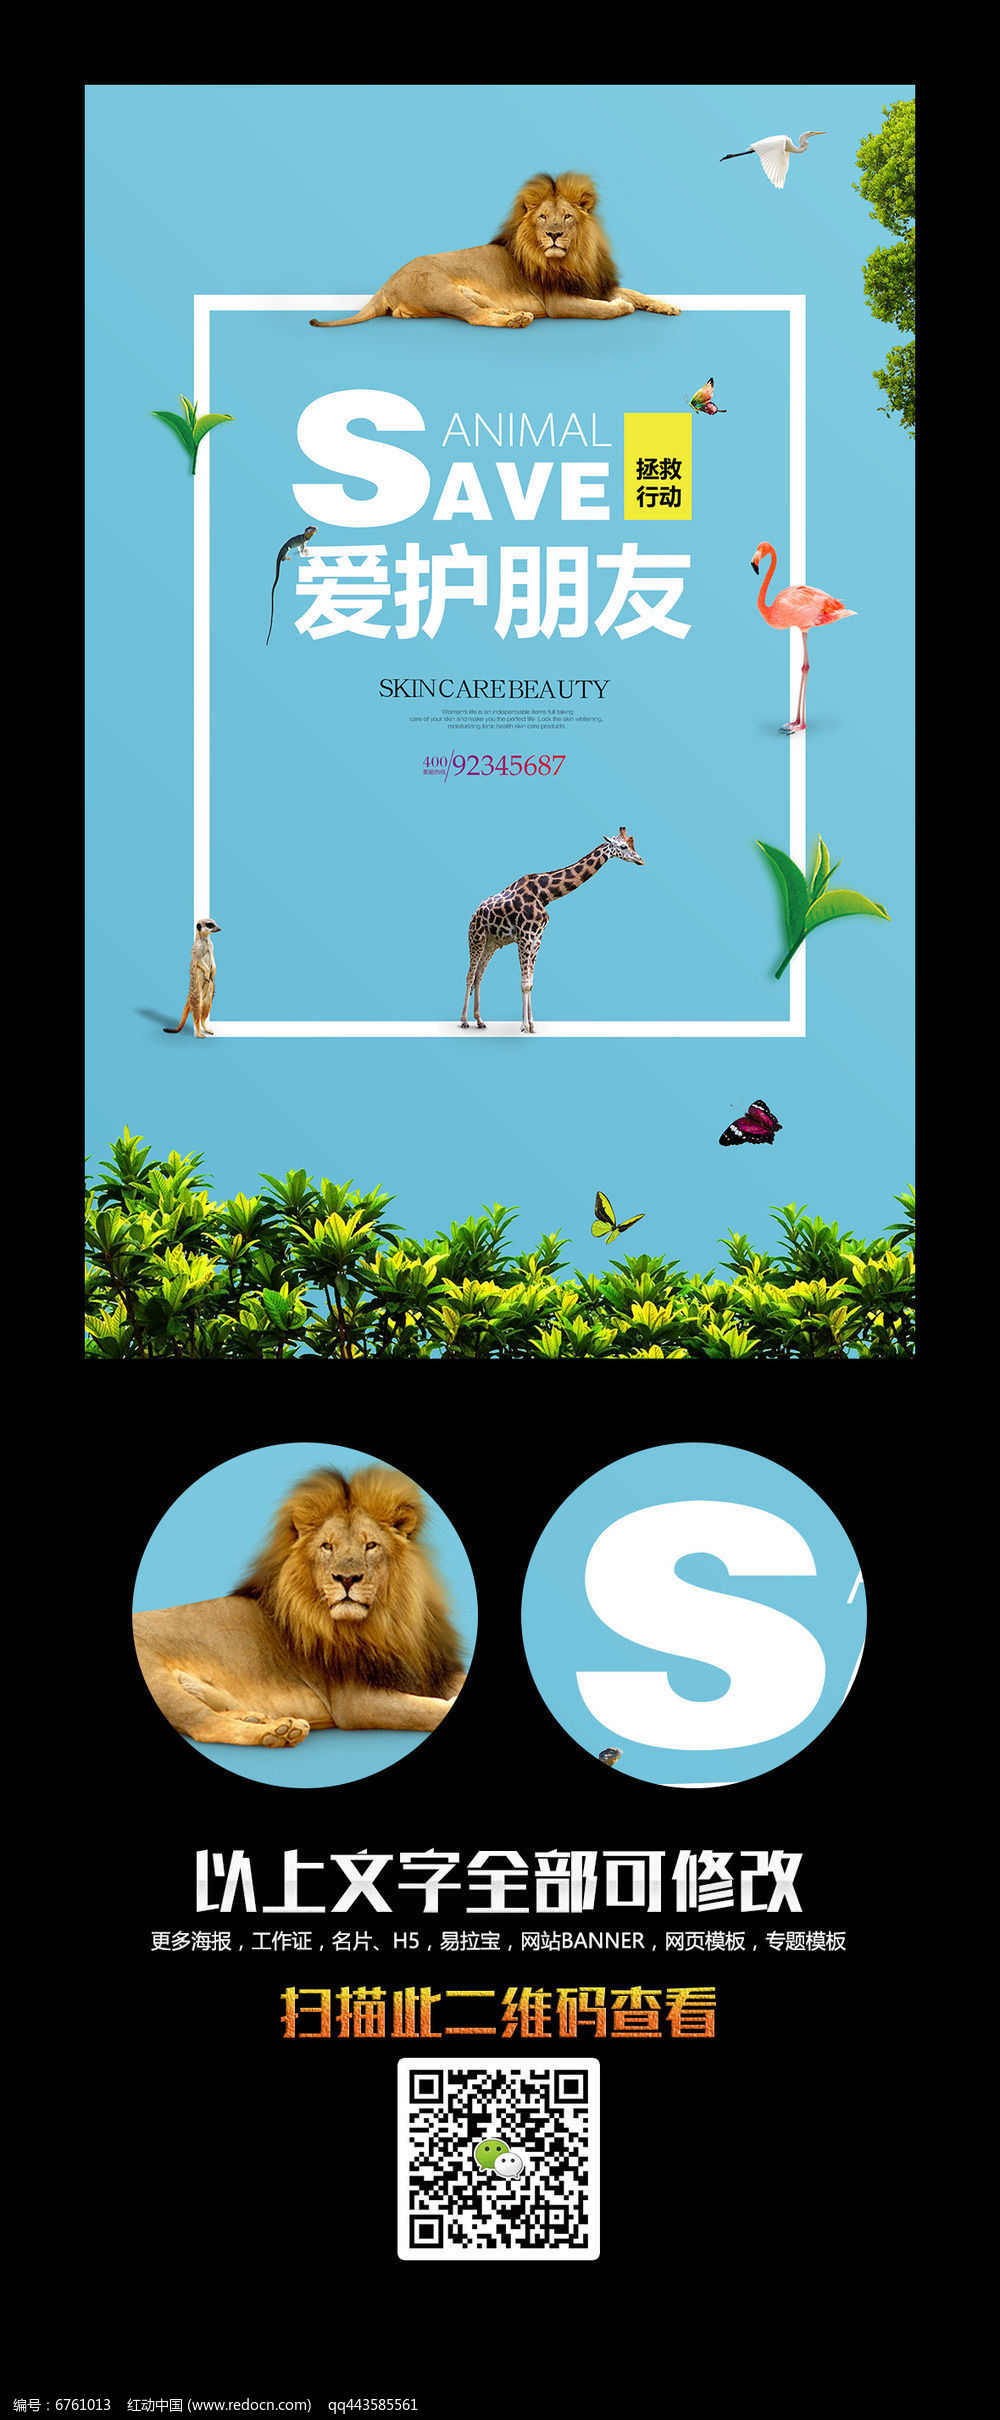 ANIMAL
SAVE
拯救
行动
爱护朋友
SKINCAREBEAUTY
Woman's life is an indispensable items full taking
care of your skin and make you the perfect life. Lock the skin whitening,
moisturizing tonic health skin care products
400/92345687
美丽热线
S
以上文字全部可修改
更多海报，工作证，名片、H5，易拉宝，网站BANNER，网页模板，专题模板
扫描此二维码查看
编号：6761013 红动中国 (www.redocn.com) qq443585561